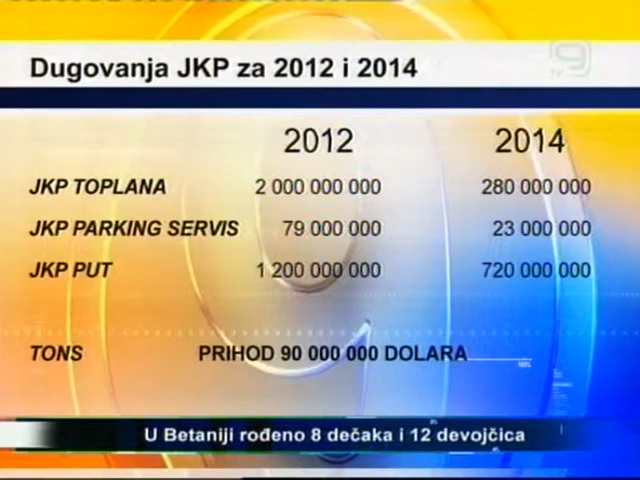 Dugovanja JKP za 2012 i 2014
TV 9
2012 2014
JKP TOPLANA 2 000 000 000 280 000 000
JKP PARKING SERVIS 79 000 000 23 000 000
JKP PUT 1 200 000 000 720 000 000
TONS PRIHOD 90 000 000 DOLARA
U Betaniji rođeno 8 dečaka i 12 devojčica